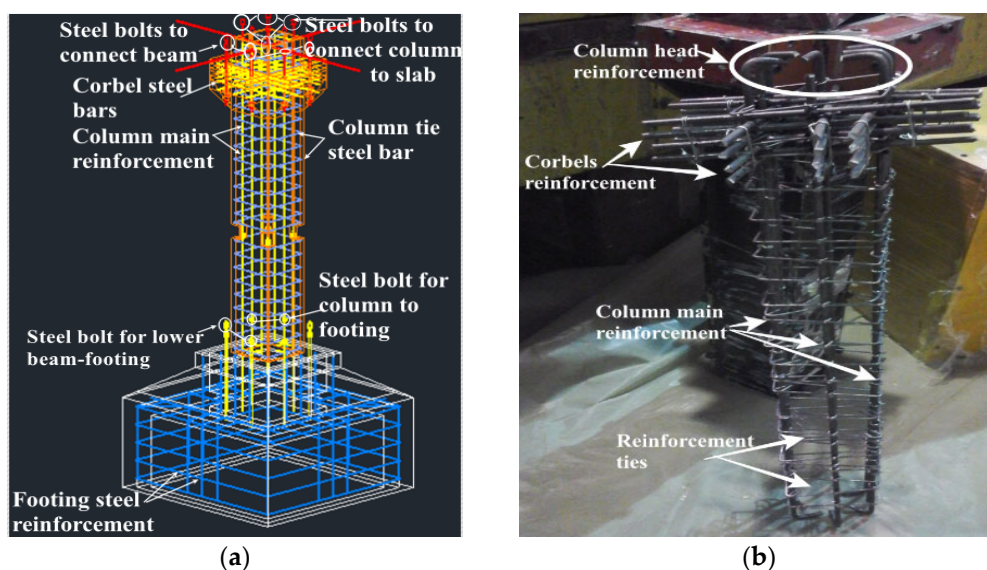 Steel bolts to
connect beam
Steel bolts to
connect column
to slab
Corbel steel
bars
Column main
reinforcement
Column tie
steel bar
Steel bolt for
column to
footing
Steel bolt for lower
beam-footing
Footing steel
reinforcement
(a)
Column head
reinforcement
Corbels
reinforcement
Column main
reinforcement
Reinforcement
ties
(b)